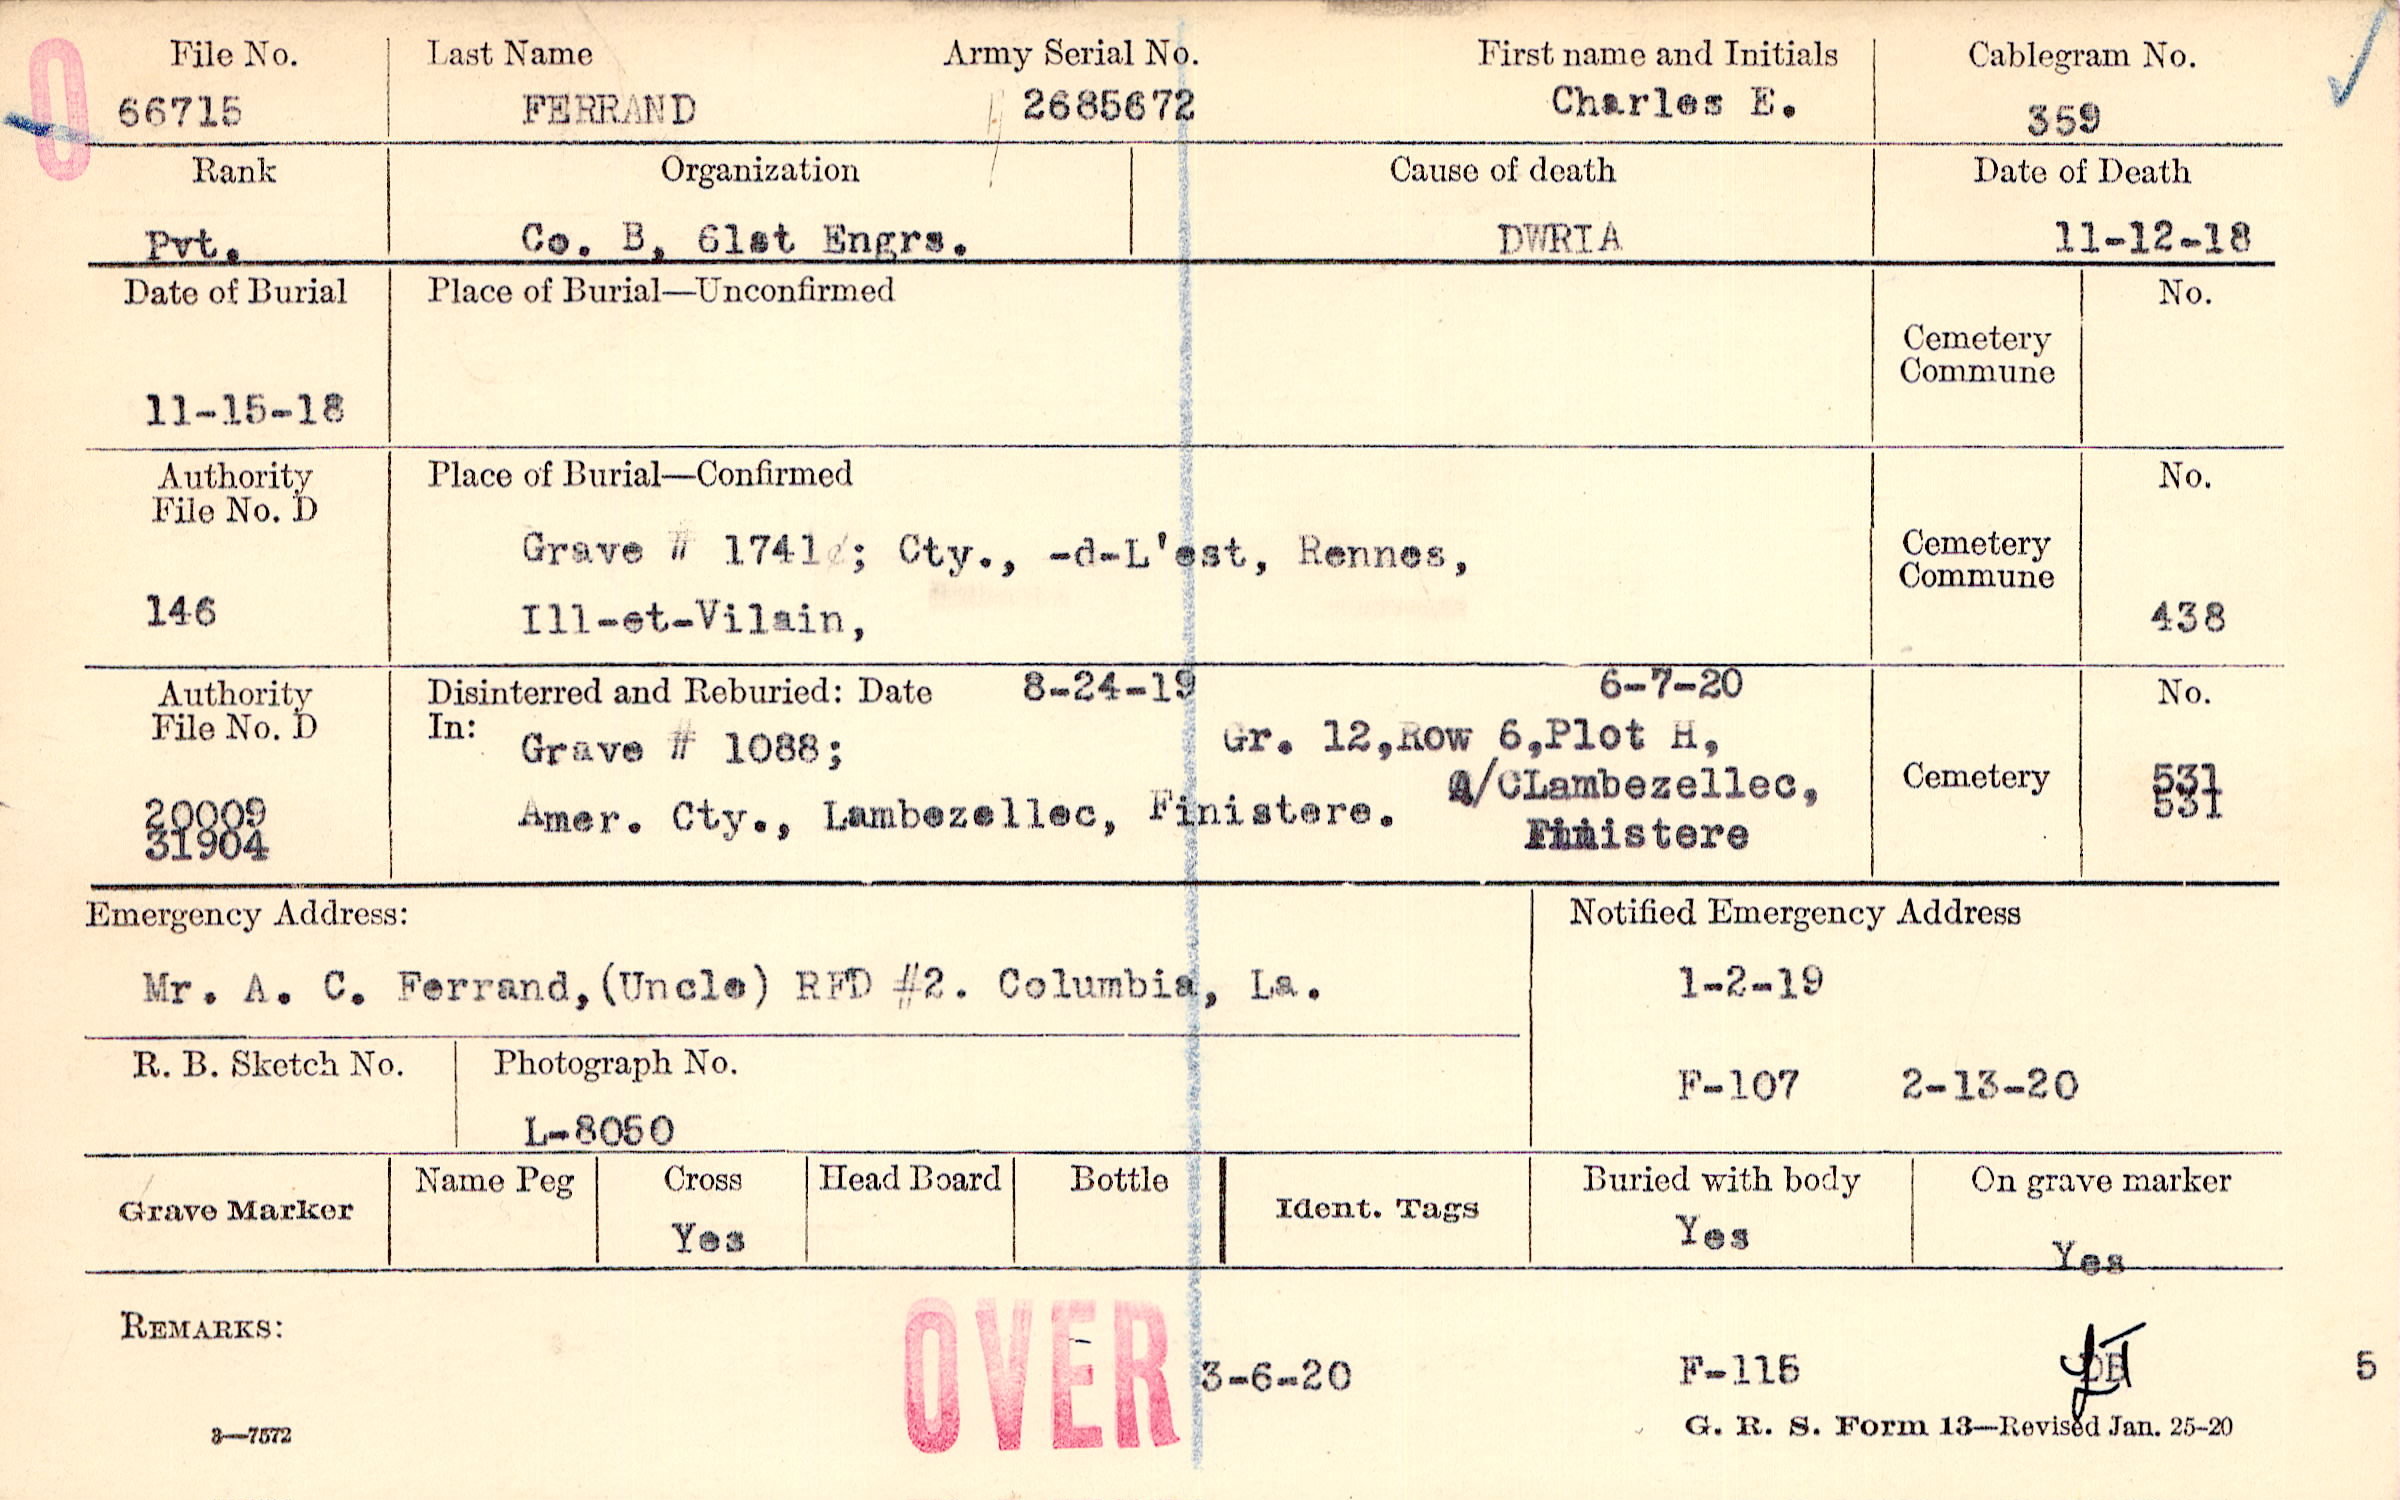 O
File No. Last Name Army Serial No. First name and Initials Cablegram No.
66715 FERRAND 2685672 Charles E. 359
Rank Organization Cause of death Date of Death
Pvt. Co. B, 61st Engrs. DWRIA 11-12-18
Date of Burial Place of Burial—Unconfirmed No.
Cemetery
Commune
11-15-18
Authority Place of Burial—Confirmed No.
File No. D
Grave # 1741 ; Cty., -d-L'est, Rennes, Cemetery
Commune
146 Ill-et-Vilain, 438
Authority Disinterred and Reburied: Date 8-24-19 6-7-20 No.
File No. D In: Grave # 1088; Gr. 12,Row 6,Plot H,
A/CLambezellec, Cemetery 531
20009 Amer. Cty., Lambezellec, Finistere. 531
31904 Finistere
Emergency Address: Notified Emergency Address
Mr. A. C. Ferrand,(Uncle) RFD #2. Columbia, La. 1-2-19
R. B. Sketch No. Photograph No.
F-107 2-13-20
L-8050
Grave Marker Name Peg Cross Head Board Bottle Ident. Tags Buried with body On grave marker
Yes Yes Yes
REMARKS:
OVER 3-6-20 F-115 5
3—7572 G. R. S. Form 13—Revised Jan. 25-20